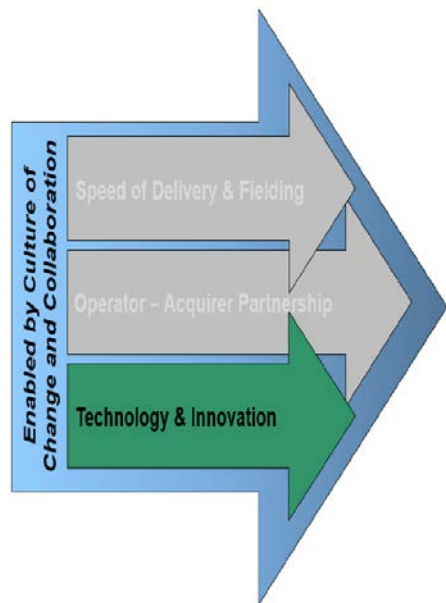 Enabled by Culture of
Change and Collaboration
Speed of Delivery & Fielding
Operator – Acquirer Partnership
Technology & Innovation